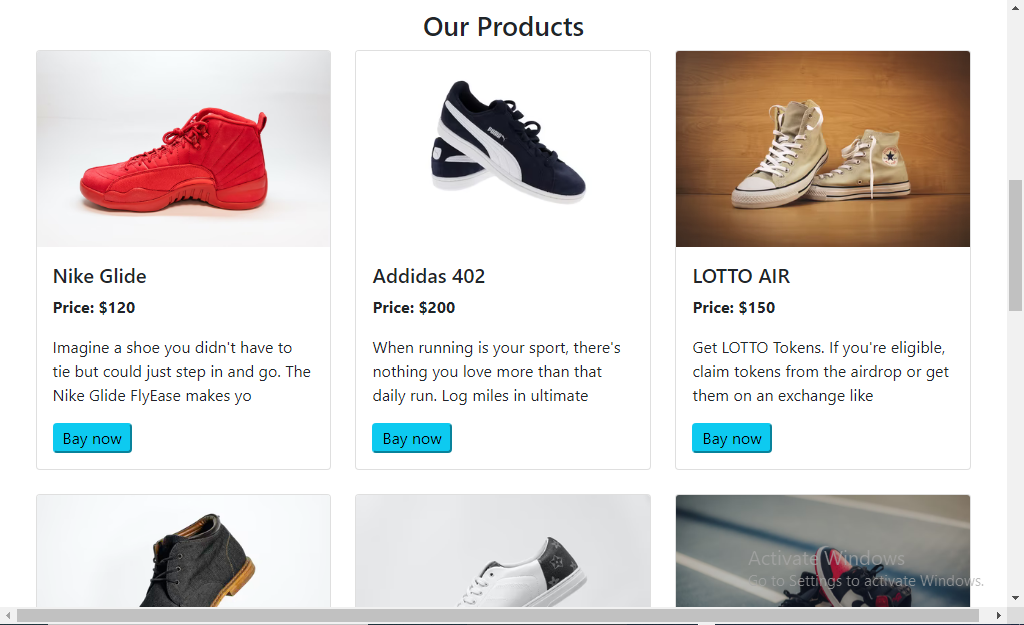 Our Products
PUMA
Nike Glide
Price: $120
Imagine a shoe you didn't have to
tie but could just step in and go. The
Nike Glide FlyEase makes yo
Bay now
Addidas 402
Price: $200
When running is your sport, there's
nothing you love more than that
daily run. Log miles in ultimate
Bay now
LOTTO AIR
Price: $150
Get LOTTO Tokens. If you're eligible,
claim tokens from the airdrop or get
them on an exchange like
Bay now
Activate Windows
Go to Settings to activate Windows.